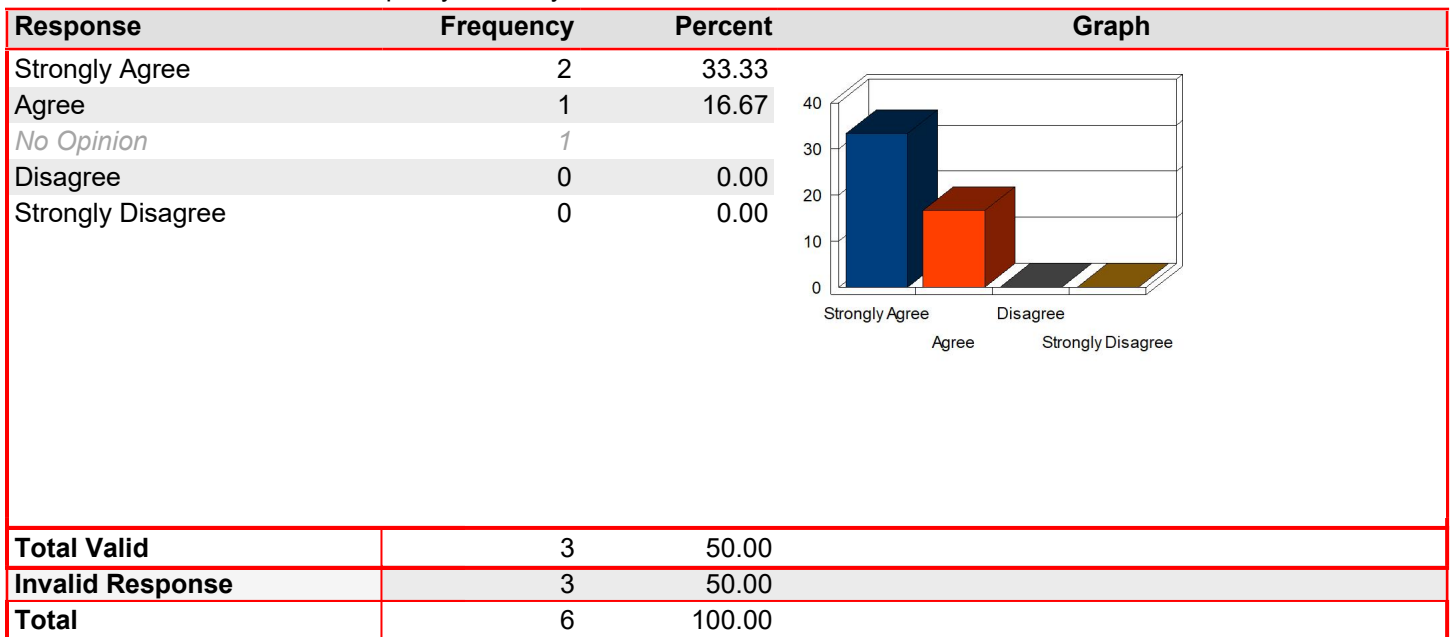 Response Frequency Percent Graph
Strongly Agree 2 33.33
Agree 1 16.67
No Opinion 1
Disagree 0 0.00
Strongly Disagree 0 0.00
40
30
20
10
0
Strongly Agree Disagree
Agree Strongly Disagree
Total Valid 3 50.00
Invalid Response 3 50.00
Total 6 100.00